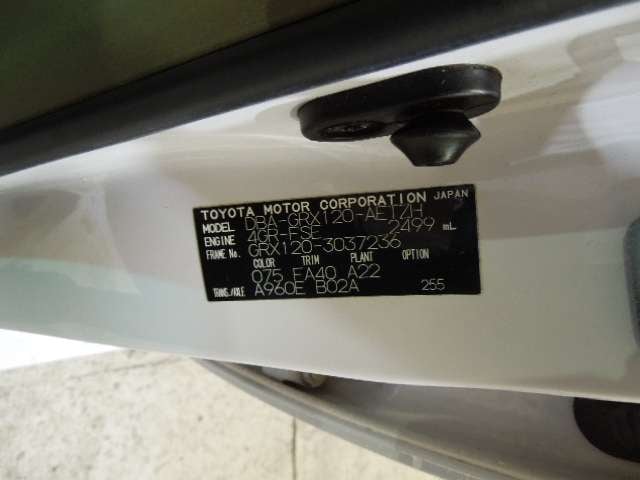 TOYOTA MOTOR CORPORATION JAPAN
MODEL DBA-GRX120-AETZH
ENGINE 4GR-FSE 2499 mL
FRAME No. GRX120-3037236
COLOR TRIM PLANT OPTION
075 FA40 A22
TRANS./AXLE A960E B02A 255